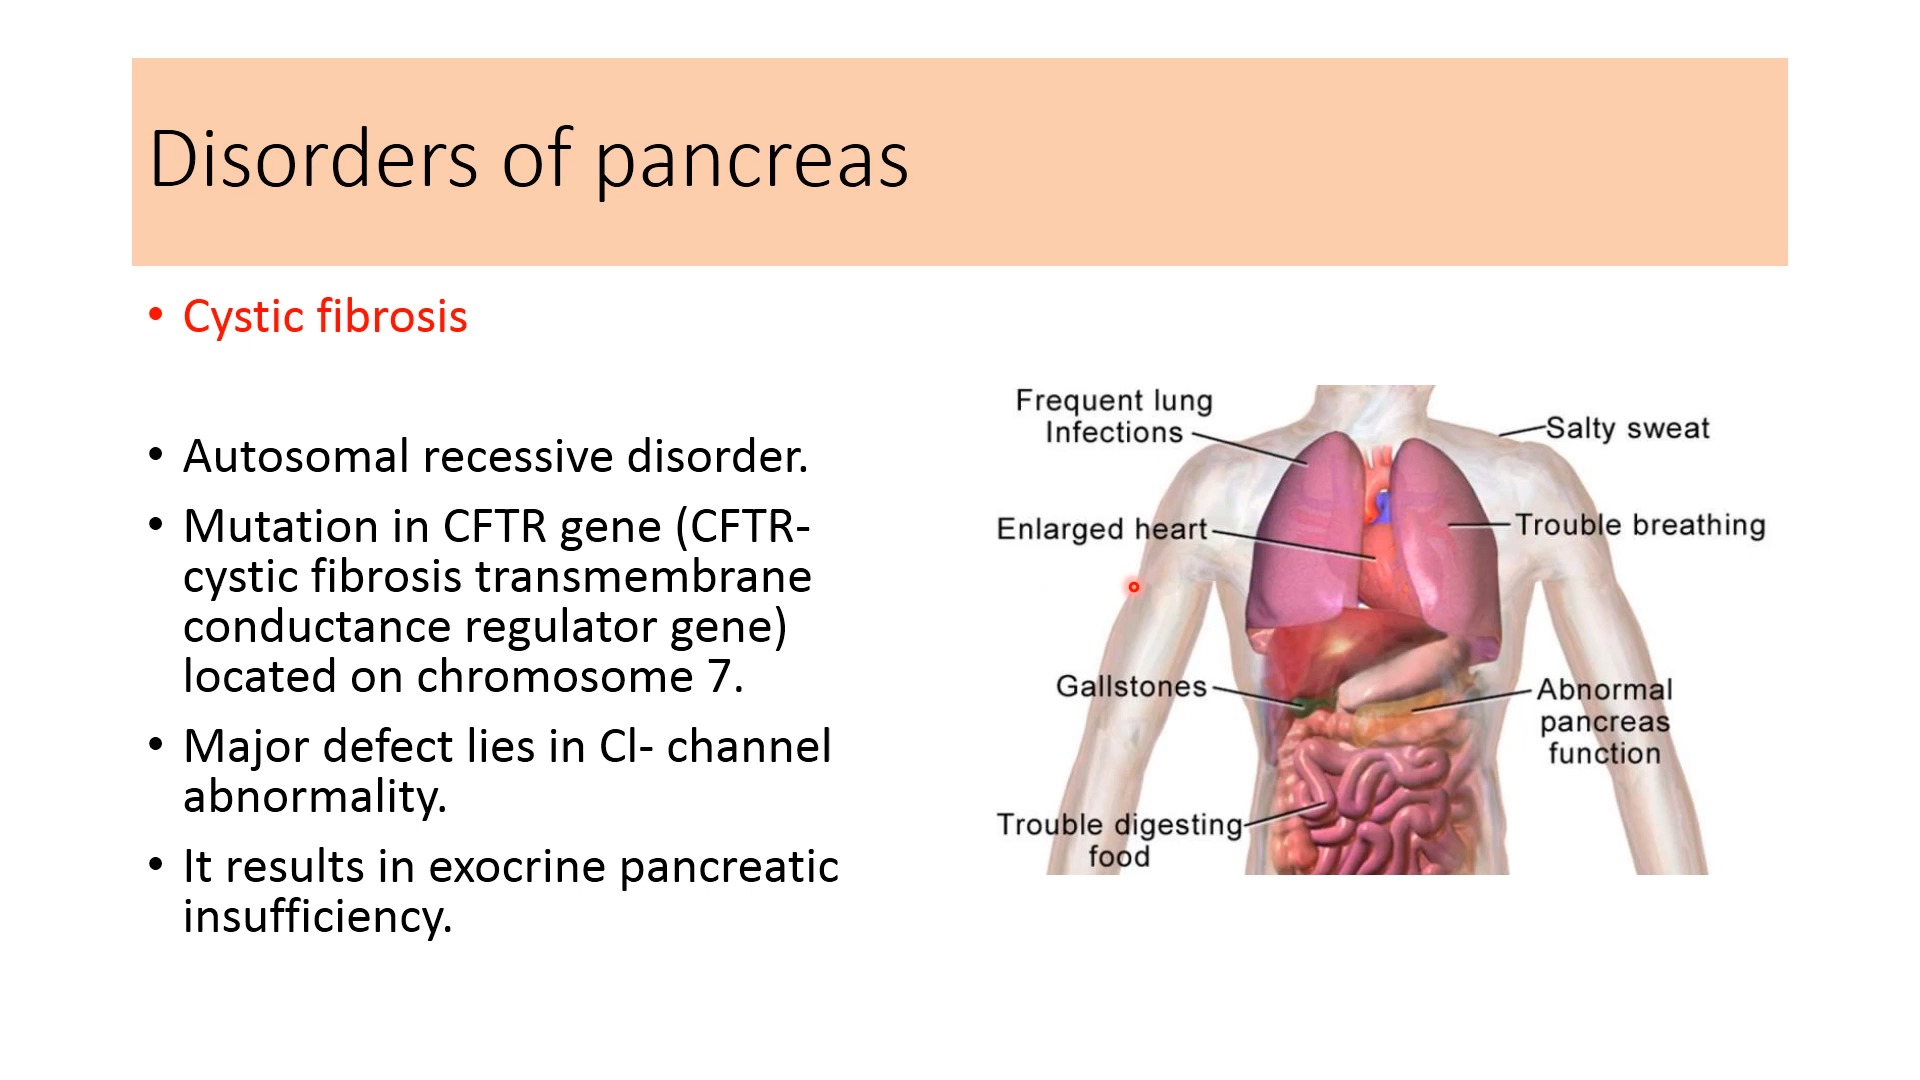 Disorders of pancreas
• Cystic fibrosis
• Autosomal recessive disorder.
• Mutation in CFTR gene (CFTR-
cystic fibrosis transmembrane
conductance regulator gene)
located on chromosome 7.
• Major defect lies in Cl- channel
abnormality.
• It results in exocrine pancreatic
insufficiency.
Frequent lung
Infections
Salty sweat
Enlarged heart
Trouble breathing
Gallstones
Abnormal
pancreas
function
Trouble digesting
food